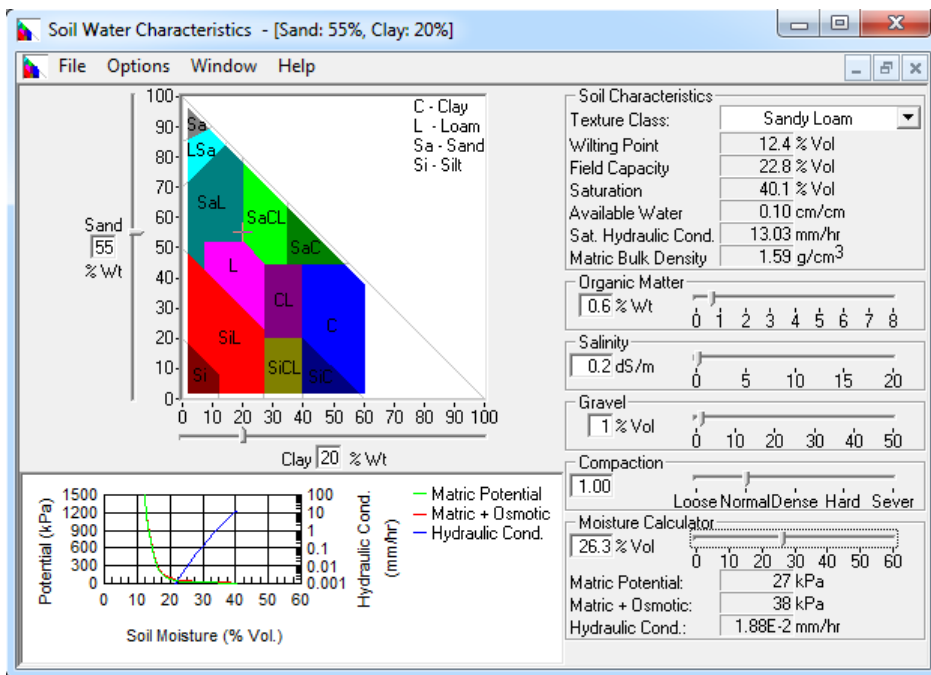 Soil Water Characteristics - [Sand: 55%, Clay: 20%]
File Options Window Help
C - Clay
L - Loam
Sa - Sand
Si - Silt
100
90
80
70
60
50
40
30
20
10
0
Sand
55
% Wt
Sa
LSa
SaL
SaCL
SaC
L
CL
C
SiL
Si
SiCL
SiC
0 10 20 30 40 50 60 70 80 90 100
Clay 20 % Wt
Soil Characteristics
Texture Class: Sandy Loam
Wilting Point 12.4 % Vol
Field Capacity 22.8 % Vol
Saturation 40.1 % Vol
Available Water 0.10 cm/cm
Sat. Hydraulic Cond. 13.03 mm/hr
Matric Bulk Density 1.59 g/cm3
Organic Matter
0.6 % Wt
0 1 2 3 4 5 6 7 8
Salinity
0.2 dS/m
0 5 10 15 20
Gravel
1 % Vol
0 10 20 30 40 50
Compaction
1.00
Loose Normal Dense Hard Sever
Moisture Calculator
26.3 % Vol
0 10 20 30 40 50 60
Matric Potential: 27 kPa
Matric + Osmotic: 38 kPa
Hydraulic Cond.: 1.88E-2 mm/hr
Potential (kPa)
1500
1200
900
600
300
0
0 10 20 30 40 50 60
Soil Moisture (% Vol.)
100
10
1
0.1
0.01
0.001
Hydraulic Cond.
(mm/hr)
Matric Potential
Matric + Osmotic
Hydraulic Cond.